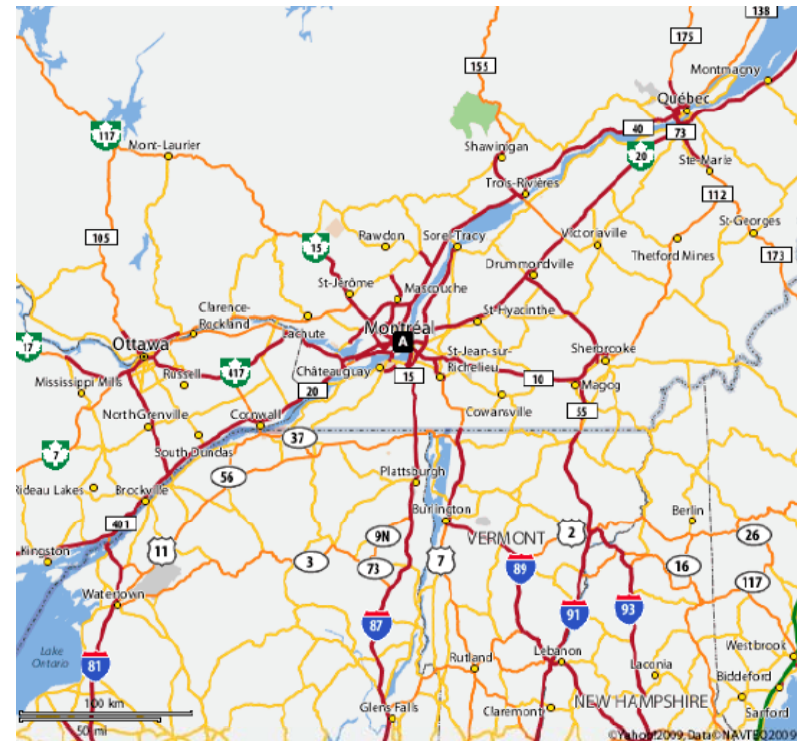 138
175
155
Montmagny
Québec
117
40
73
Mont-Laurier
Shawinigan
20
Ste-Marie
Trois-Rivières
112
105
15
Rawdon
Sorel-Tracy
Victoriaville
St-Georges
Thetford Mines
173
Drummondville
St-Jérôme
Mascouche
Clarence-
Rockland
St-Hyacinthe
Lachute
Montréal
17
Ottawa
A
Sherbrooke
St-Jean-sur-
Richelieu
Mississippi Mills
Russell
417
Châteauguay
15
10
Magog
20
North Grenville
Cornwall
Cowansville
55
37
7
South Dundas
56
Plattsburgh
Rideau Lakes
Brockville
Burlington
Berlin
401
VERMONT
2
9N
26
Kingston
11
3
73
7
89
16
117
Watertown
87
91
93
Lake
Ontario
81
Rutland
Lebanon
Laconia
Westbrook
Biddeford
100 km
Glens Falls
Claremont
NEW HAMPSHIRE
Sanford
50 mi
©Yahoo!2009, Data©NAVTEQ2009